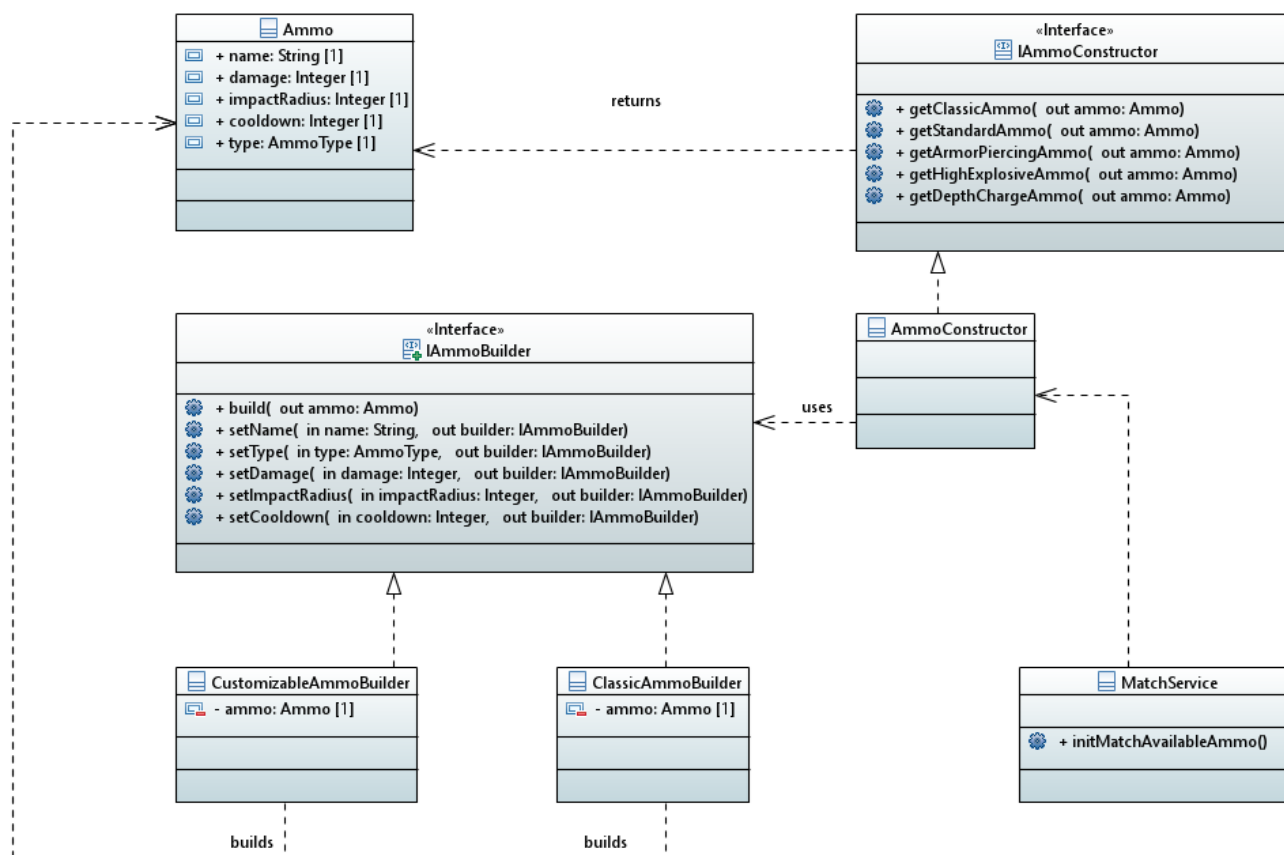 Ammo
+ name: String [1]
+ damage: Integer [1]
+ impactRadius: Integer [1]
+ cooldown: Integer [1]
+ type: AmmoType [1]
returns
«Interface»
IAmmoConstructor
+ getClassicAmmo( out ammo: Ammo)
+ getStandardAmmo( out ammo: Ammo)
+ getArmorPiercingAmmo( out ammo: Ammo)
+ getHighExplosiveAmmo( out ammo: Ammo)
+ getDepthChargeAmmo( out ammo: Ammo)
«Interface»
IAmmoBuilder
+ build( out ammo: Ammo)
+ setName( in name: String, out builder: IAmmoBuilder)
+ setType( in type: AmmoType, out builder: IAmmoBuilder)
+ setDamage( in damage: Integer, out builder: IAmmoBuilder)
+ setImpactRadius( in impactRadius: Integer, out builder: IAmmoBuilder)
+ setCooldown( in cooldown: Integer, out builder: IAmmoBuilder)
uses
AmmoConstructor
CustomizableAmmoBuilder
- ammo: Ammo [1]
ClassicAmmoBuilder
- ammo: Ammo [1]
MatchService
+ initMatchAvailableAmmo()
builds
builds